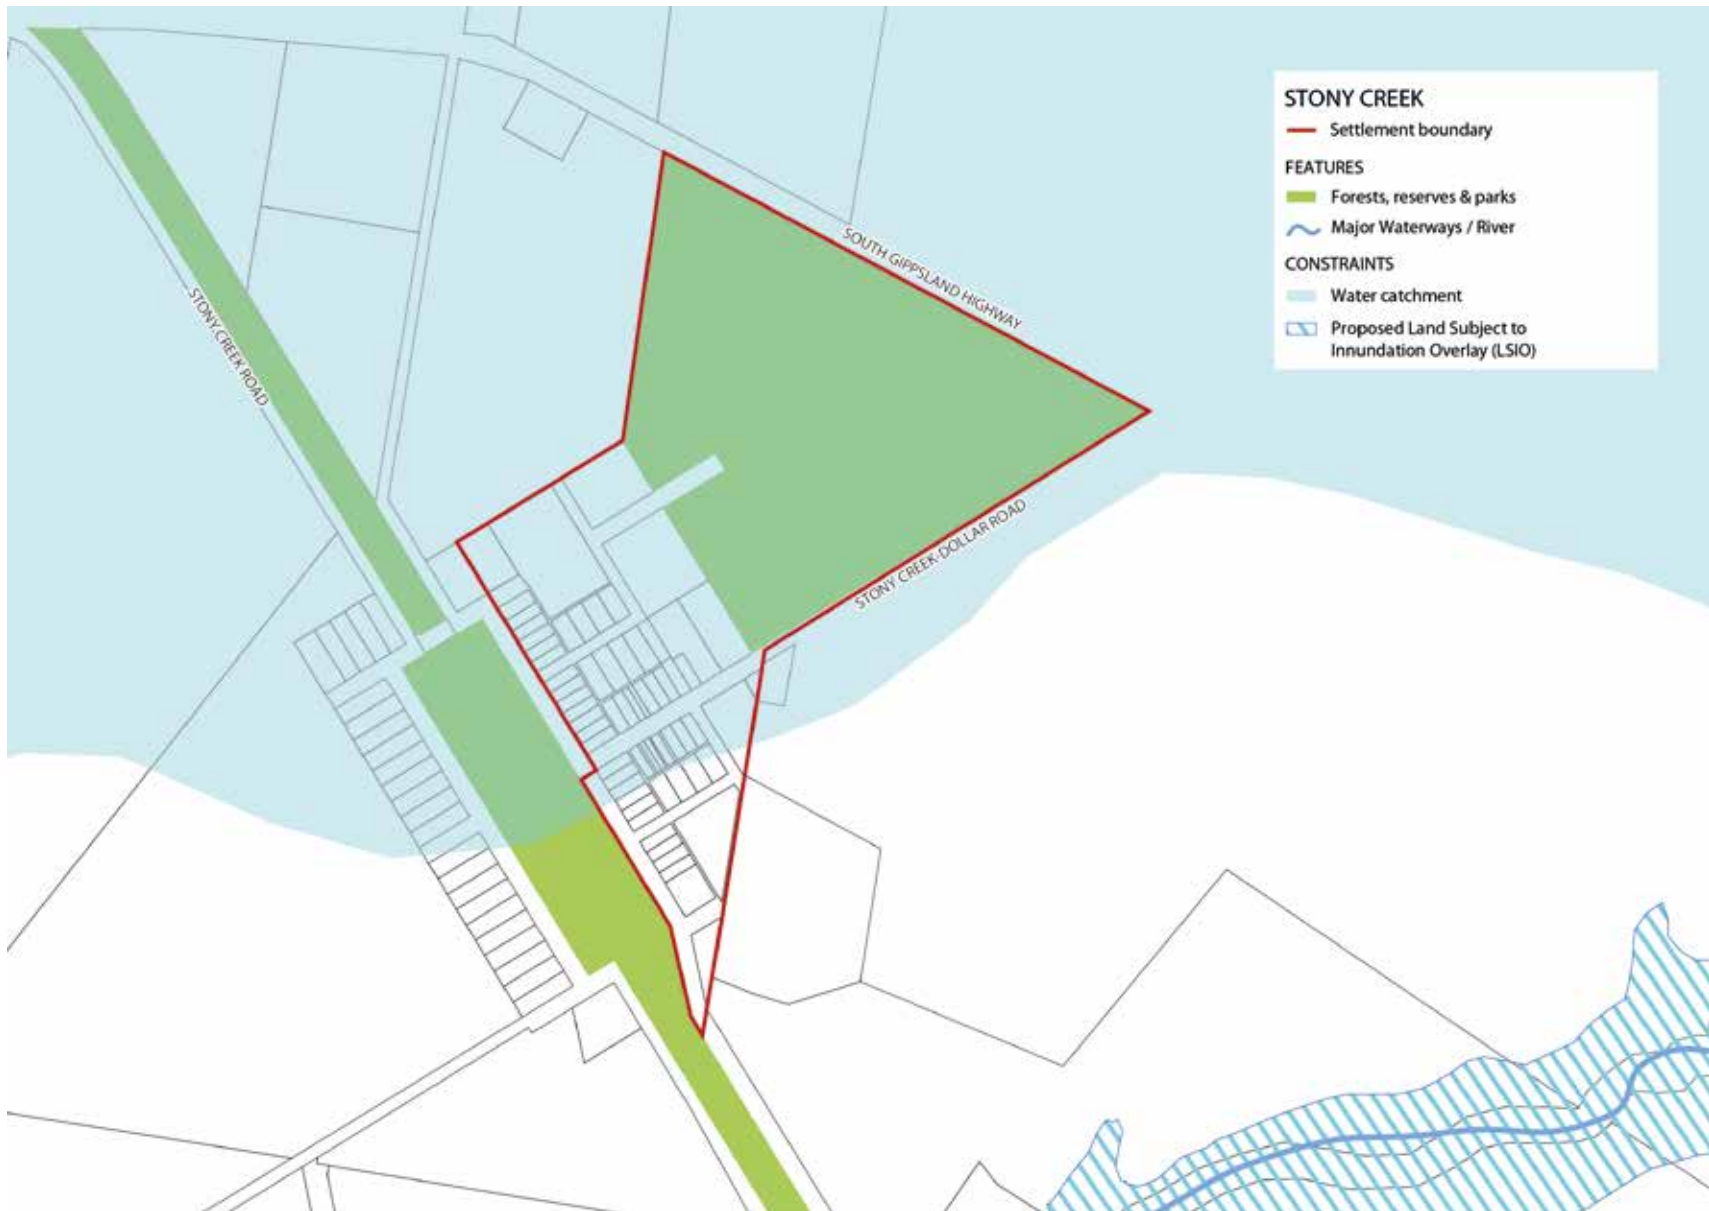 STONY CREEK
Settlement boundary
FEATURES
Forests, reserves & parks
Major Waterways / River
CONSTRAINTS
Water catchment
Proposed Land Subject to
Innundation Overlay (LSIO)
SOUTH GIPPSLAND HIGHWAY
STONY CREEK ROAD
STONY CREEK-DOLLAR ROAD